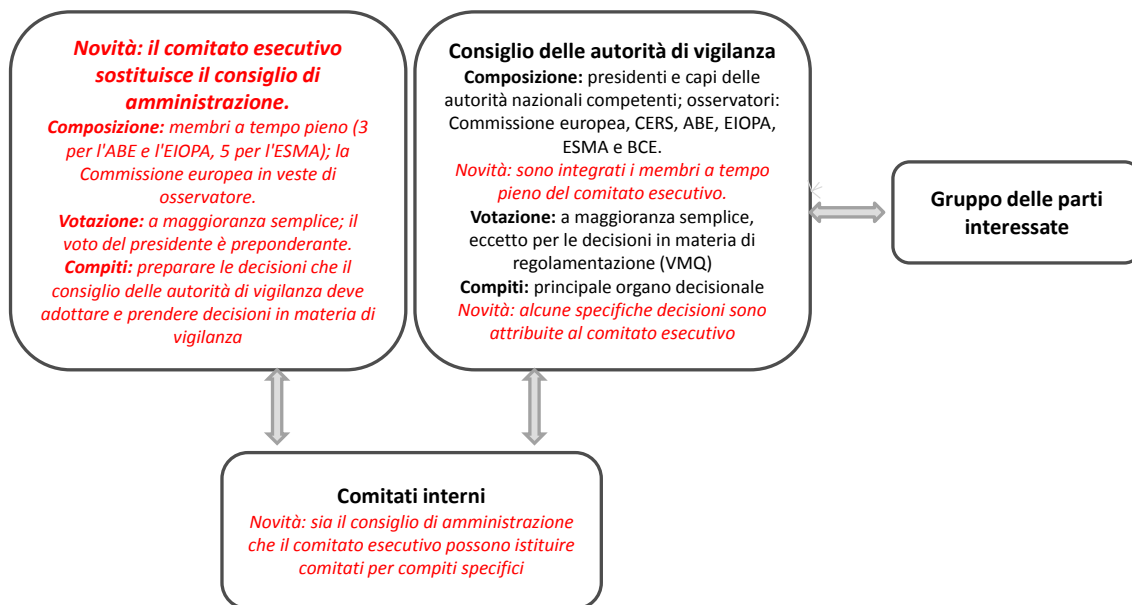 Novità: il comitato esecutivo
sostituisce il consiglio di
amministrazione.
Composizione: membri a tempo pieno (3
per l'ABE e l'EIOPA, 5 per l'ESMA); la
Commissione europea in veste di
osservatore.
Votazione: a maggioranza semplice; il
voto del presidente è preponderante.
Compiti: preparare le decisioni che il
consiglio delle autorità di vigilanza deve
adottare e prendere decisioni in materia di
vigilanza
Consiglio delle autorità di vigilanza
Composizione: presidenti e capi delle
autorità nazionali competenti; osservatori:
Commissione europea, CERS, ABE, EIOPA,
ESMA e BCE.
Novità: sono integrati i membri a tempo
pieno del comitato esecutivo.
Votazione: a maggioranza semplice,
eccetto per le decisioni in materia di
regolamentazione (VMQ)
Compiti: principale organo decisionale
Novità: alcune specifiche decisioni sono
attribuite al comitato esecutivo
Gruppo delle parti
interessate
Comitati interni
Novità: sia il consiglio di amministrazione
che il comitato esecutivo possono istituire
comitati per compiti specifici